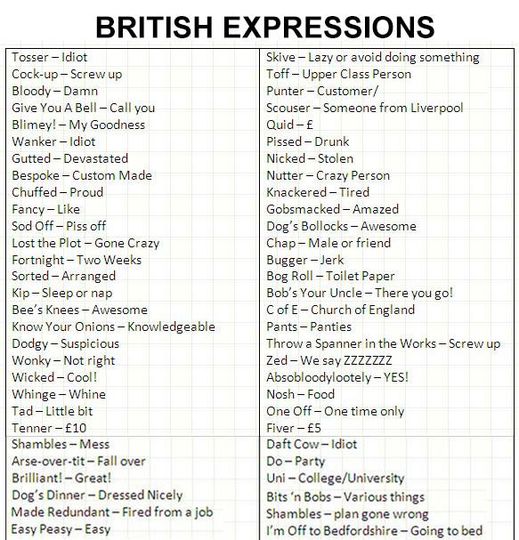 BRITISH EXPRESSIONS
Tosser – Idiot
Cock-up – Screw up
Bloody – Damn
Give You A Bell – Call you
Blimey! – My Goodness
Wanker – Idiot
Gutted – Devastated
Bespoke – Custom Made
Chuffed – Proud
Fancy – Like
Sod Off – Piss off
Lost the Plot – Gone Crazy
Fortnight – Two Weeks
Sorted – Arranged
Kip – Sleep or nap
Bee's Knees – Awesome
Know Your Onions – Knowledgeable
Dodgy – Suspicious
Wonky – Not right
Wicked – Cool!
Whinge – Whine
Tad – Little bit
Tenner – £10
Shambles – Mess
Arse-over-tit – Fall over
Brilliant! – Great!
Dog's Dinner – Dressed Nicely
Made Redundant – Fired from a job
Easy Peasy – Easy
Skive – Lazy or avoid doing something
Toff – Upper Class Person
Punter – Customer/
Scouser – Someone from Liverpool
Quid – £
Pissed – Drunk
Nicked – Stolen
Nutter – Crazy Person
Knackered – Tired
Gobsmacked – Amazed
Dog's Bollocks – Awesome
Chap – Male or friend
Bugger – Jerk
Bog Roll – Toilet Paper
Bob's Your Uncle – There you go!
C of E – Church of England
Pants – Panties
Throw a Spanner in the Works – Screw up
Zed – We say ZZZZZZZ
Absobloodylootely – YES!
Nosh – Food
One Off – One time only
Fiver – £5
Daft Cow – Idiot
Do – Party
Uni – College/University
Bits 'n Bobs – Various things
Shambles – plan gone wrong
I'm Off to Bedfordshire – Going to bed